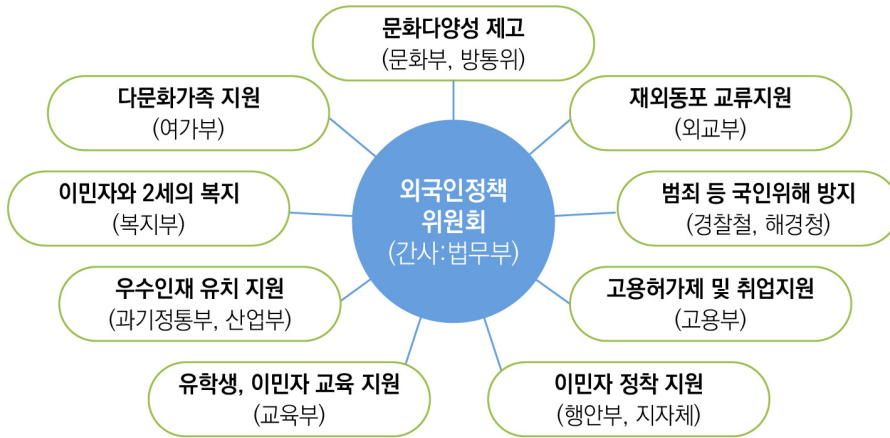 문화다양성 제고
(문화부, 방통위)
다문화가족 지원
(여가부)
재외동포 교류지원
(외교부)
이민자와 2세의 복지
(복지부)
외국인정책
위원회
(간사:법무부)
범죄 등 국인위해 방지
(경찰철, 해경청)
우수인재 유치 지원
(과기정통부, 산업부)
고용허가제 및 취업지원
(고용부)
유학생, 이민자 교육 지원
(교육부)
이민자 정착 지원
(행안부, 지자체)